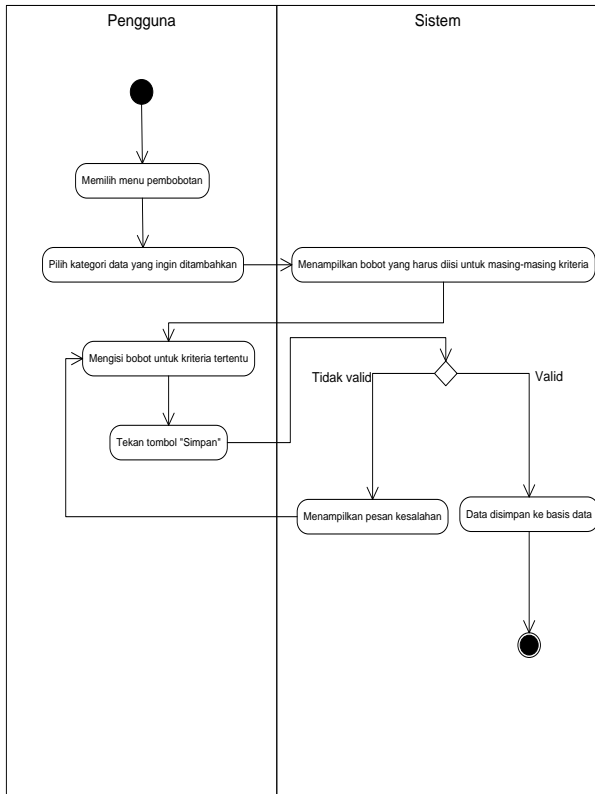 Pengguna
Sistem
Memilih menu pembobotan
Pilih kategori data yang ingin ditambahkan
Menampilkan bobot yang harus diisi untuk masing-masing kriteria
Mengisi bobot untuk kriteria tertentu
Tidak valid
Valid
Tekan tombol "Simpan"
Menampilkan pesan kesalahan
Data disimpan ke basis data